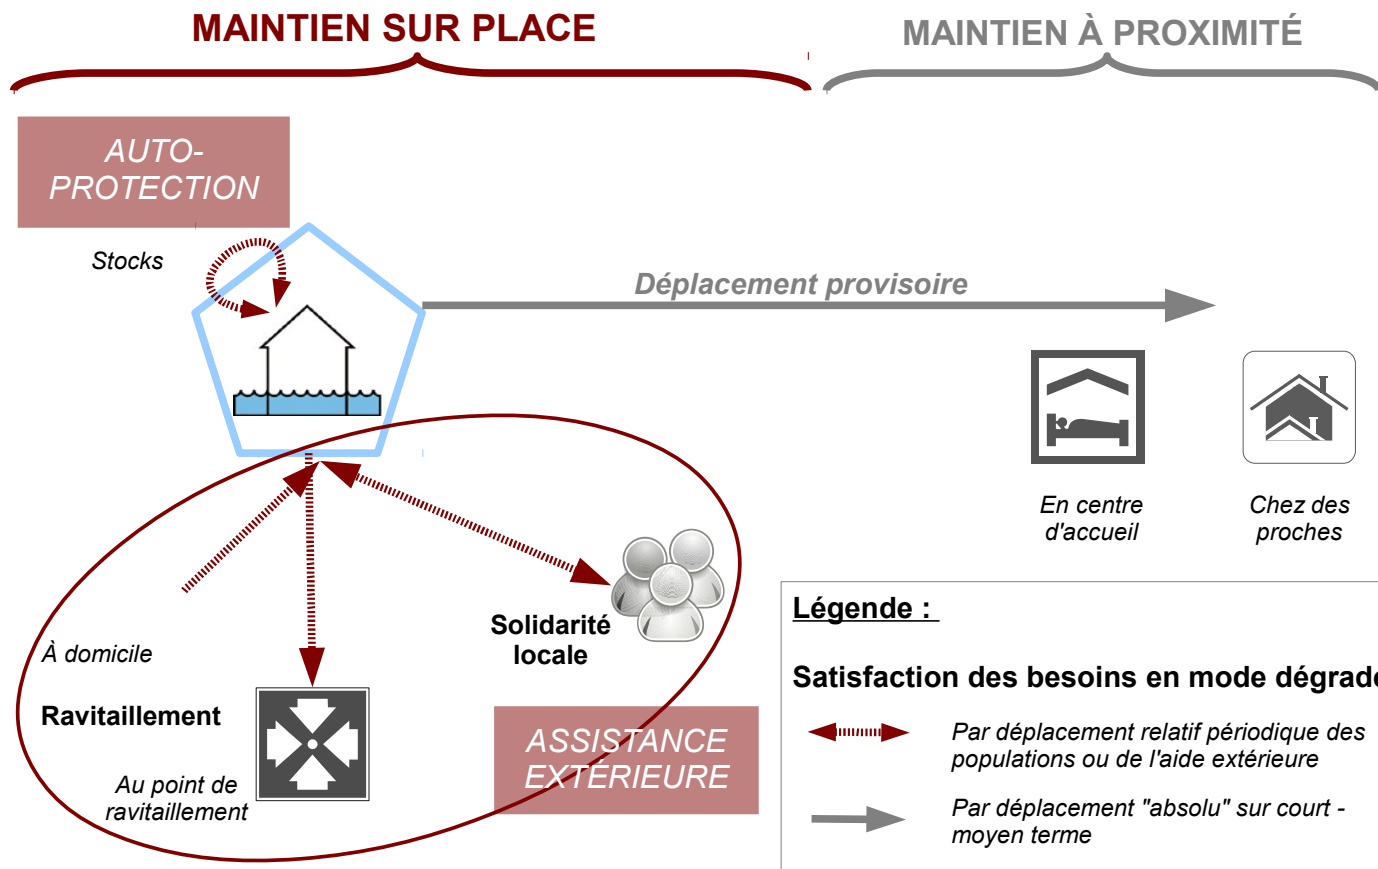 MAINTIEN SUR PLACE
MAINTIEN À PROXIMITÉ
AUTO-
PROTECTION
Stocks
Déplacement provisoire
En centre
d'accueil
Chez des
proches
Solidarité
locale
À domicile
Ravitaillement
Au point de
ravitaillement
ASSISTANCE
EXTÉRIEURE
Légende :
Satisfaction des besoins en mode dégradé
Par déplacement relatif périodique des
populations ou de l'aide extérieure
Par déplacement "absolu" sur court -
moyen terme